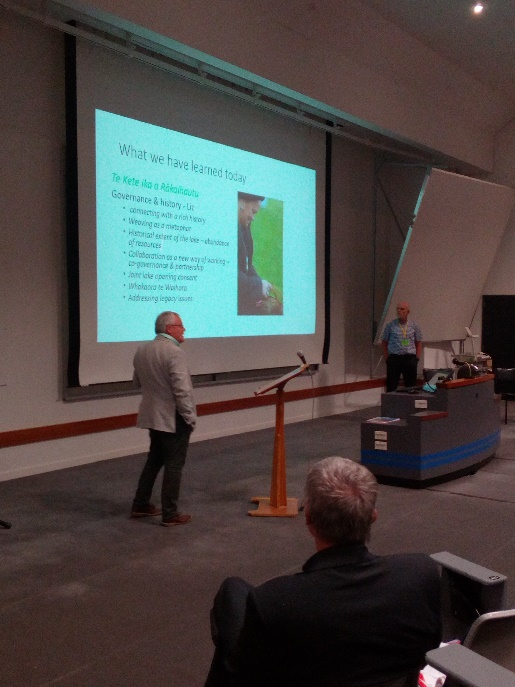 What we have learned today
Te Kete Ika o Rākaihautu
Governance & history - Liz
• connecting with a rich history
• Weaving as a metaphor
• Historical extent of the lake – abundance
of resources
• Collaboration as a new way of working –
co-governance & partnership
• Joint lake opening consent
• Whakaora te Waihora
• Addressing legacy issues